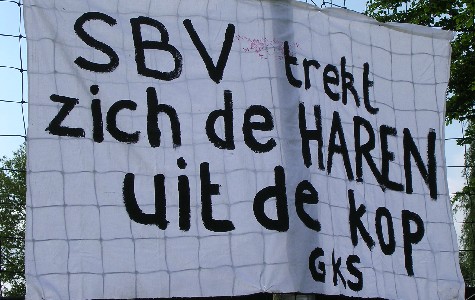 SBV trekt
zich de HAREN
uit de KOP
GKS